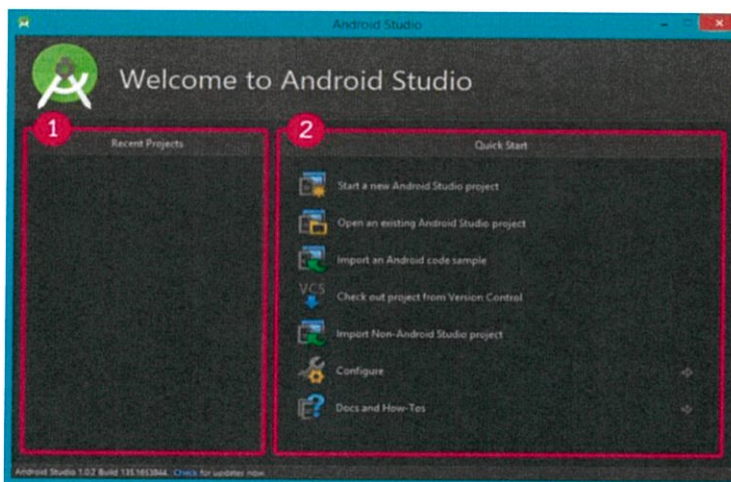 Android Studio
Welcome to Android Studio
1
Recent Projects
2
Quick Start
Start a new Android Studio project
Open an existing Android Studio project
Import an Android code sample
VCS
Check out project from Version Control
Import Non-Android Studio project
Configure
Docs and How-Tos
Android Studio 1.0.2 Build 135.1653844. Check for updates now.